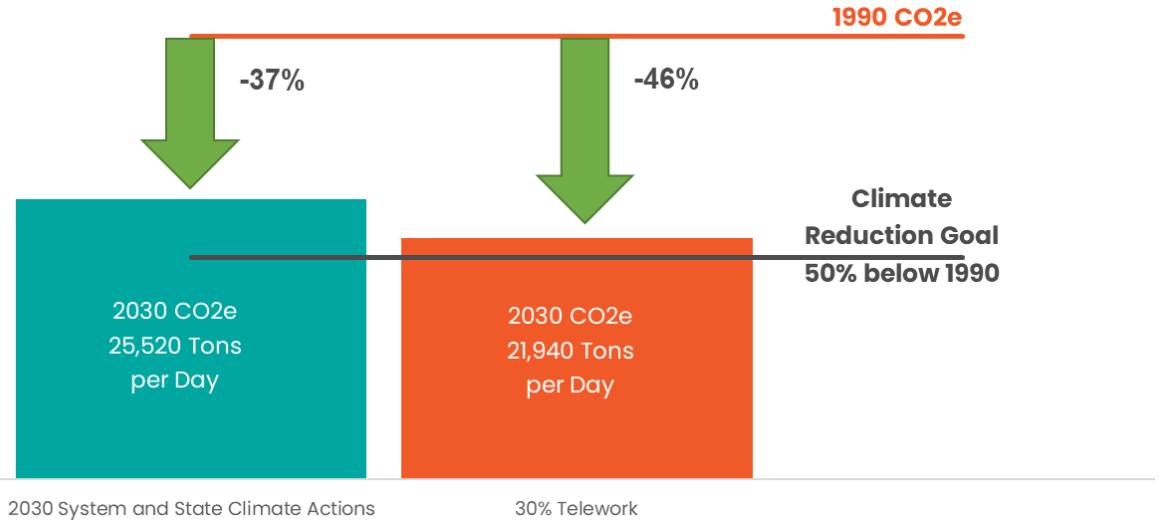 1990 CO2e
-37%
-46%
Climate
Reduction Goal
50% below 1990
2030 CO2e
25,520 Tons
per Day
2030 CO2e
21,940 Tons
per Day
2030 System and State Climate Actions
30% Telework